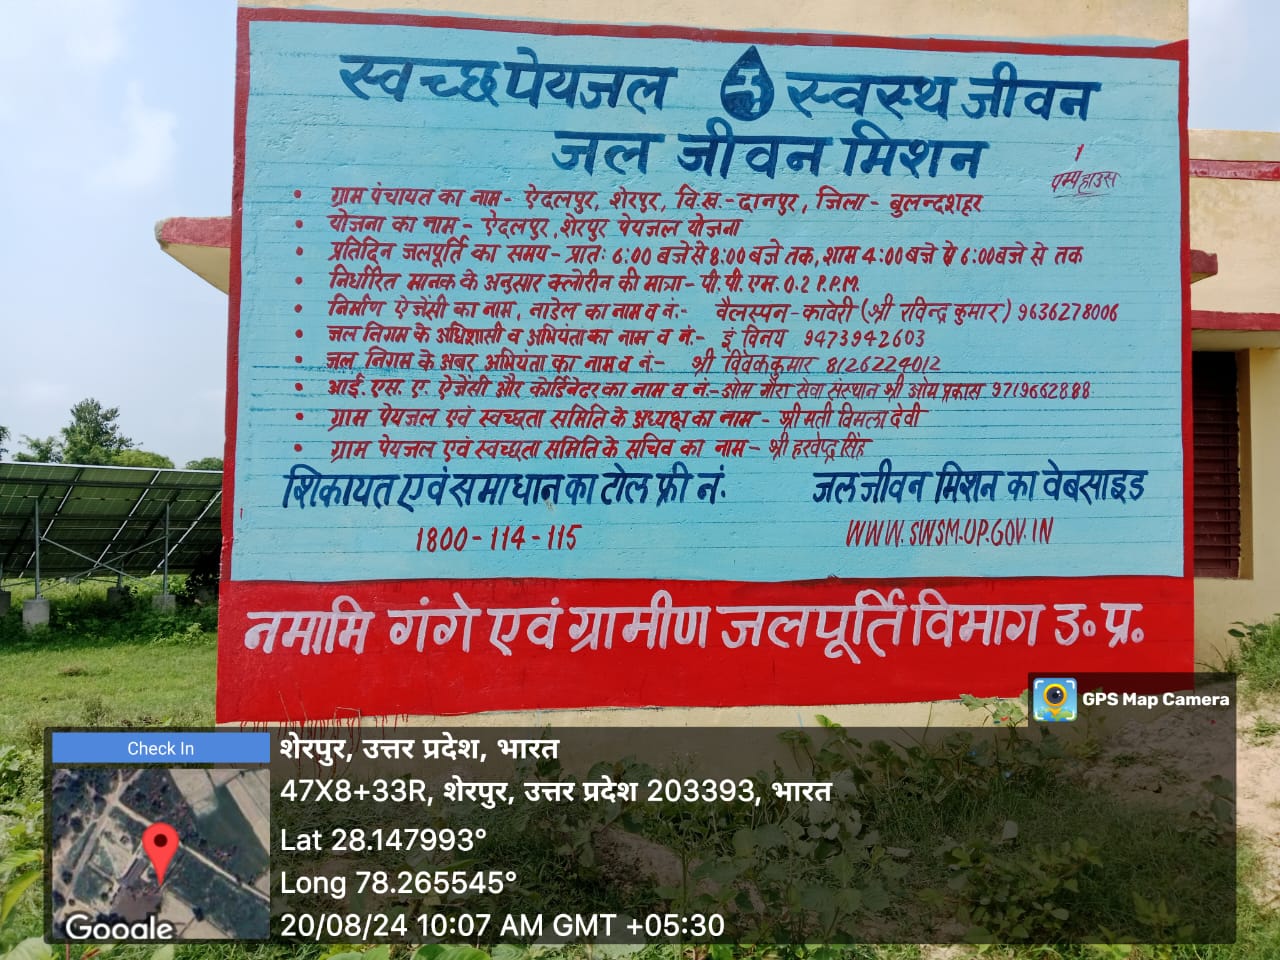 स्वच्छ पेयजल स्वस्थ जीवन
जल जीवन मिशन
पम्प हाउस
• ग्राम पंचायत का नाम - ऐदलपुर, शेरपुर, वि.ख.- दानपुर, जिला - बुलन्दशहर
• योजना का नाम - ऐदलपुर, शेरपुर पेयजल योजना
• प्रतिदिन जलपूर्ति का समय - प्रातः 6:00 बजे से 8:00 बजे तक, शाम 4:00 बजे से 6:00 बजे से तक
• निर्धारित मानक के अनुसार क्लोरीन की मात्रा - पी.पी.एम. 0.2 P.P.M.
• निर्माण ऐजेंसी का नाम, नाडेल का नाम व नं:- वैलस्पन - कावेरी (श्री रविन्द्र कुमार) 9636278006
• जल निगम के अधिशासी व अभियंता का नाम व नं:- इं विनय 9473942603
• जल निगम के अबर अभियंता का नाम व नं:- श्री विवेक कुमार 8126224012
• आई. एस. ए. ऐजेंसी और कोर्डिनेटर का नाम व नं:- ओम गौरा सेवा संस्थान श्री ओम प्रकास 9719662888
• ग्राम पेयजल एवं स्वच्छता समिति के अध्यक्ष का नाम - श्रीमती विमला देवी
• ग्राम पेयजल एवं स्वच्छता समिति के सचिव का नाम - श्री हरवेन्द्र सिंह
शिकायत एवं समाधान का टोल फ्री नं. जल जीवन मिशन का वेबसाइड
1800-114-115 WWW.SWSM.UP.GOV.IN
नमामि गंगे एवं ग्रामीण जलपूर्ति विभाग उ॰ प्र॰
GPS Map Camera
Check In
शेरपुर, उत्तर प्रदेश, भारत
47X8+33R, शेरपुर, उत्तर प्रदेश 203393, भारत
Lat 28.147993°
Long 78.265545°
20/08/24 10:07 AM GMT +05:30
Google